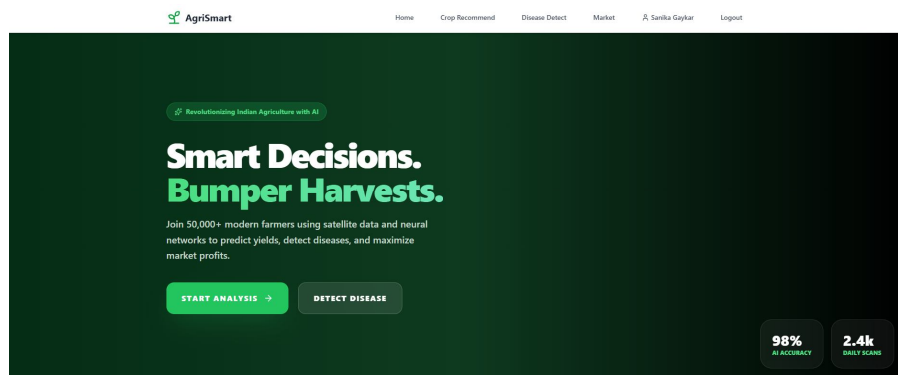 AgriSmart
Home
Crop Recommend
Disease Detect
Market
Sanika Gaykar
Logout
Revolutionizing Indian Agriculture with AI
Smart Decisions.
Bumper Harvests.
Join 50,000+ modern farmers using satellite data and neural
networks to predict yields, detect diseases, and maximize
market profits.
START ANALYSIS →
DETECT DISEASE
98%
AI ACCURACY
2.4k
DAILY SCANS